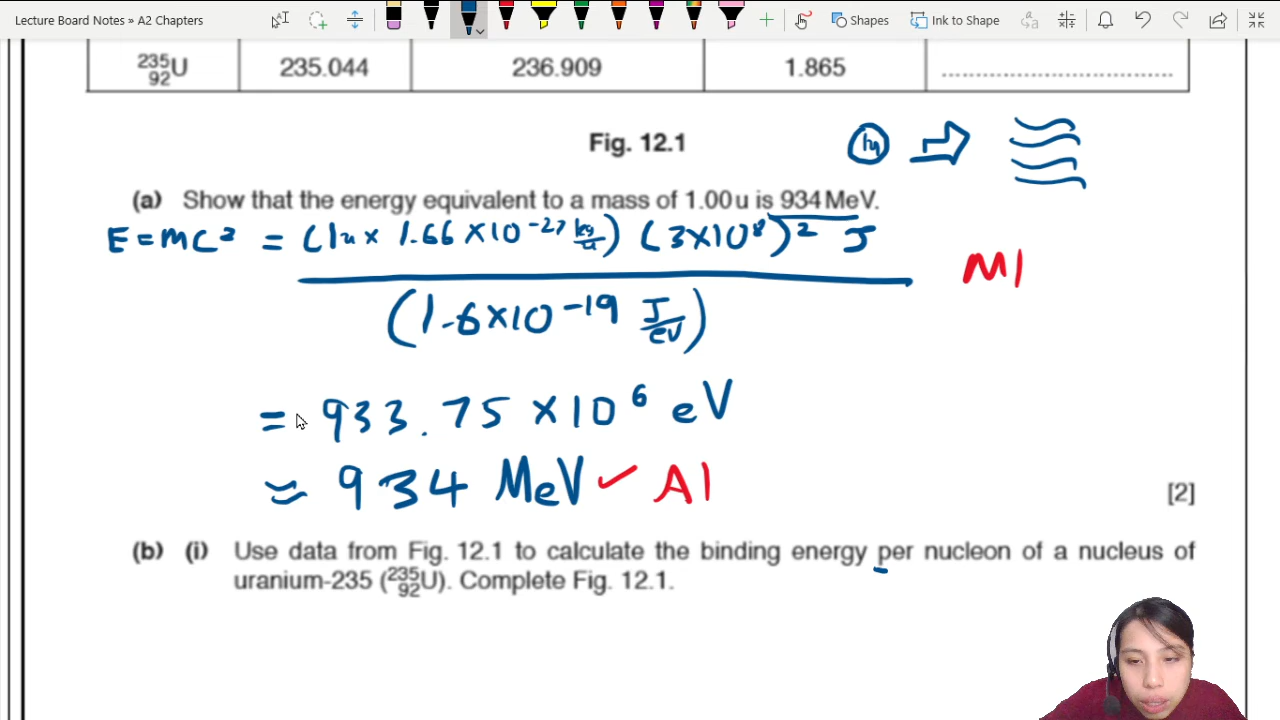 Lecture Board Notes » A2 Chapters
Shapes
Ink to Shape
²³⁵₉₂U 235.044 236.909 1.865 ......................................
Fig. 12.1
hy
(a) Show that the energy equivalent to a mass of 1.00 u is 934 MeV.
E = mc² = (1u × 1.66 × 10⁻²⁷ kg/u) (3×10⁸)² J
M1
(1.6×10⁻¹⁹ J/eV)
= 933.75 × 10⁶ eV
≈ 934 MeV ✓ A1
[2]
(b) (i) Use data from Fig. 12.1 to calculate the binding energy per nucleon of a nucleus of
uranium-235 (²³⁵₉₂U). Complete Fig. 12.1.